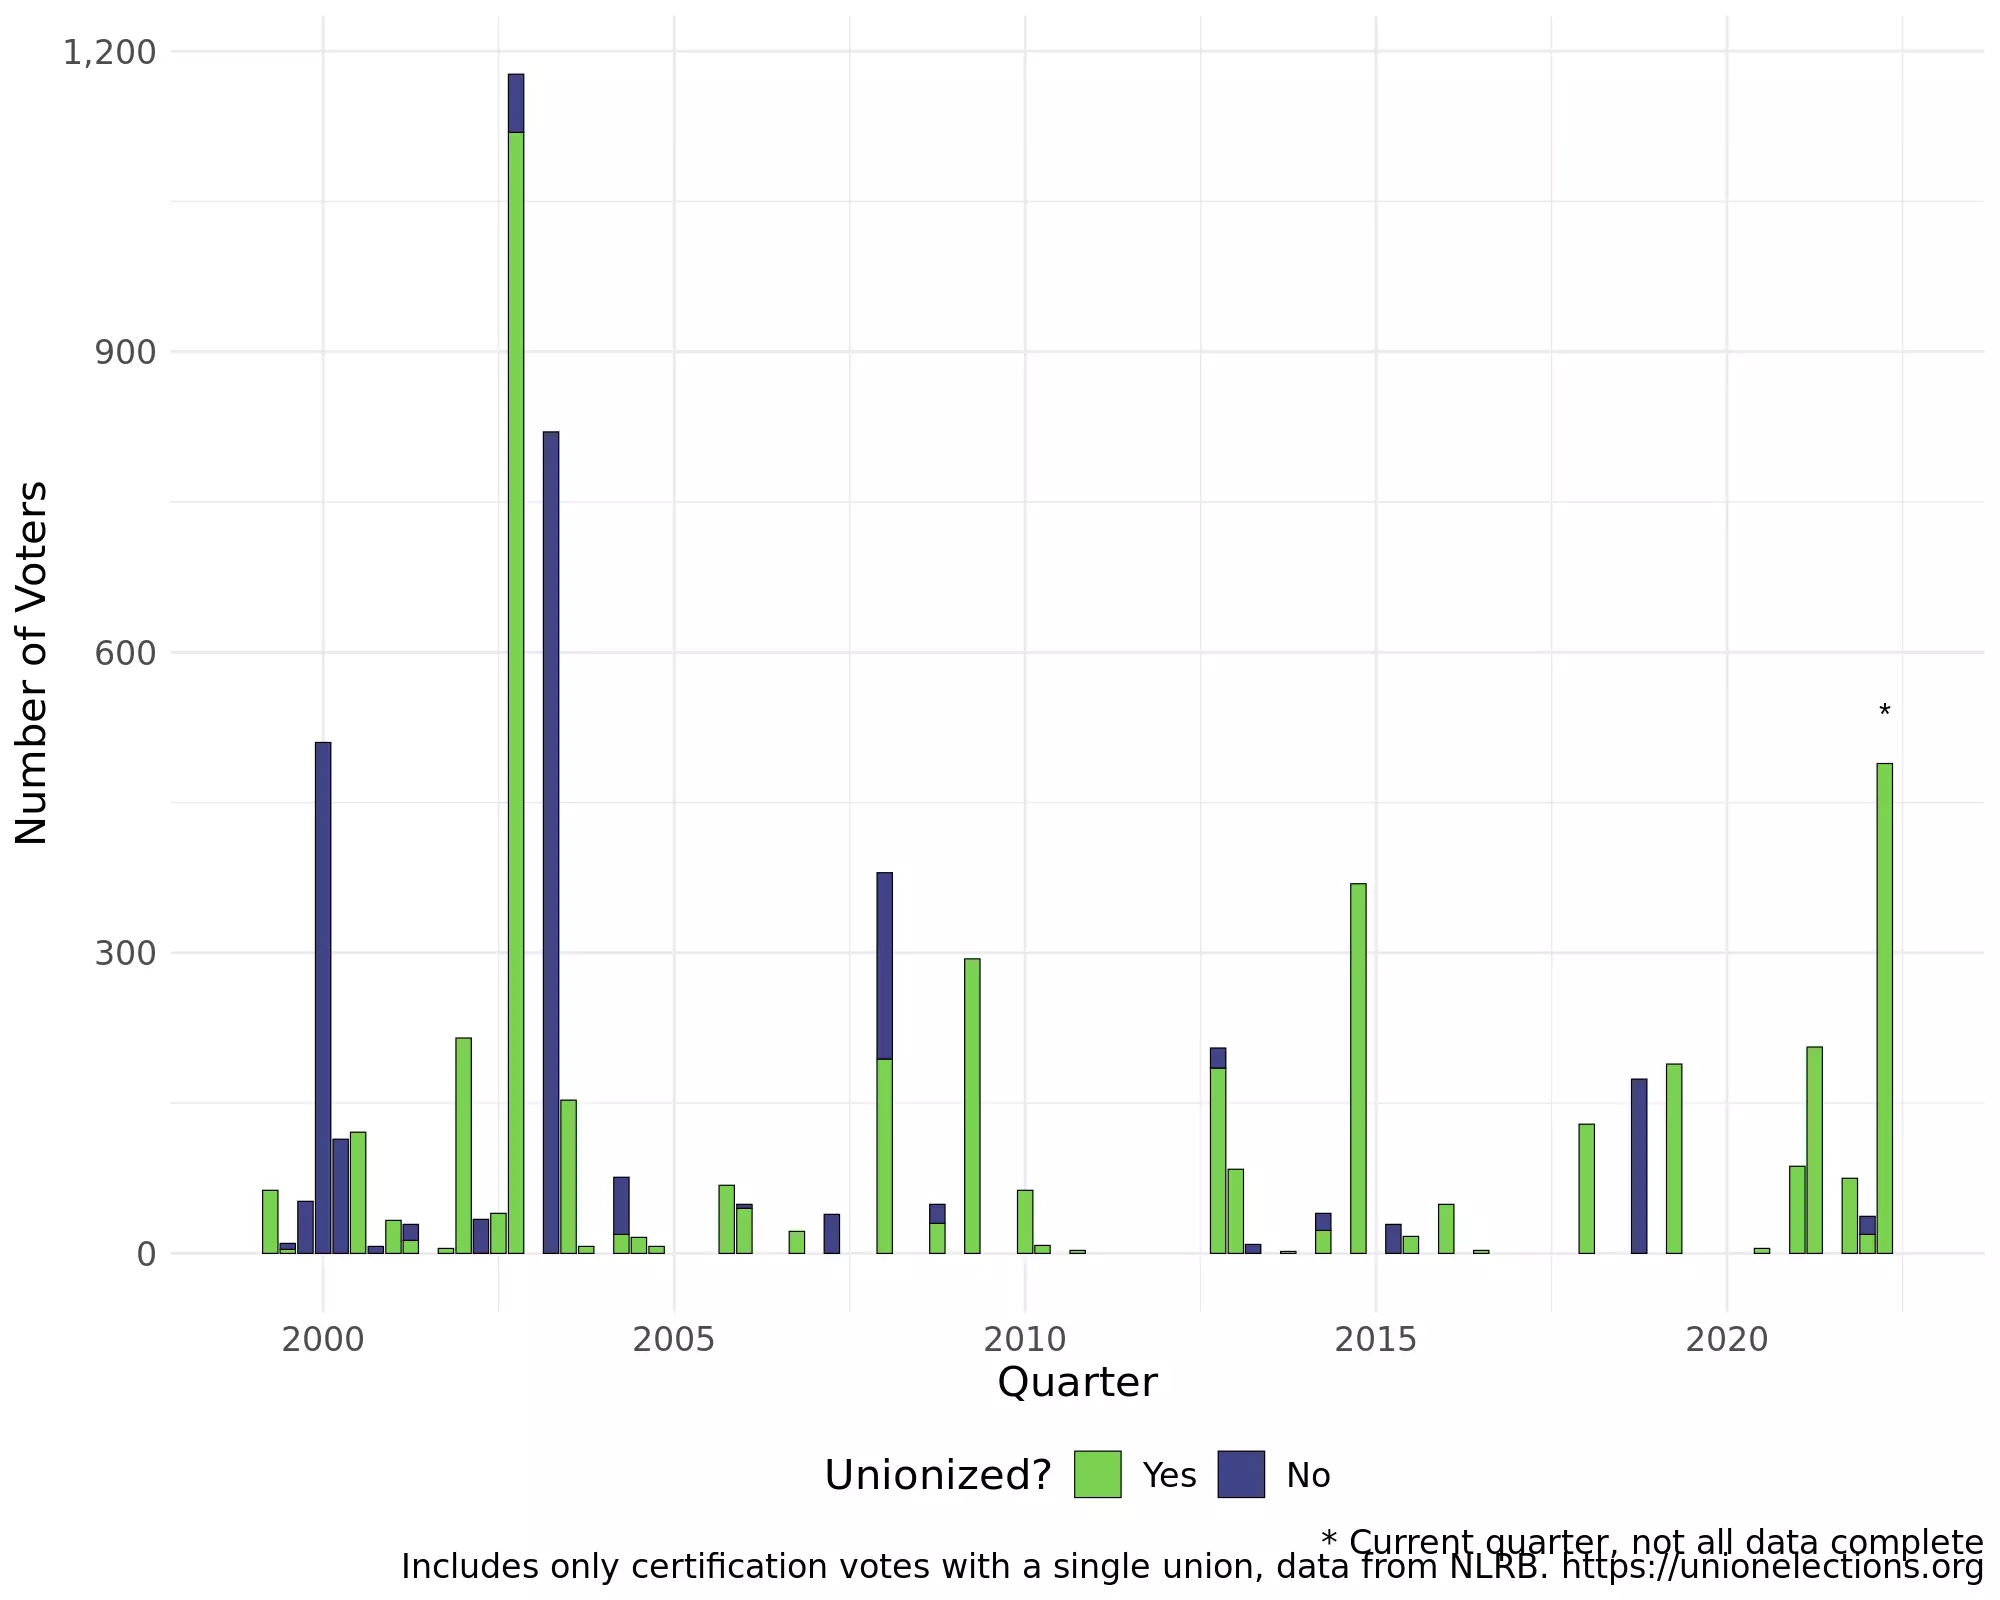 1,200
900
600
300
0
Number of Voters
*
2000 2005 2010 2015 2020
Quarter
Unionized? Yes No
* Current quarter, not all data complete
Includes only certification votes with a single union, data from NLRB. https://unionelections.org